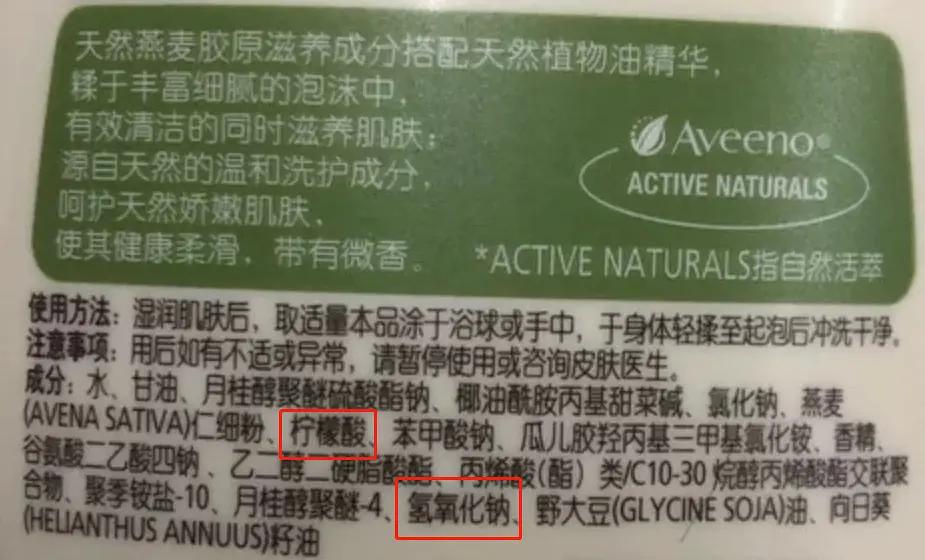 天然燕麦胶原滋养成分搭配天然植物油精华，
糅于丰富细腻的泡沫中，
有效清洁的同时滋养肌肤；
源自天然的温和洗护成分，
呵护天然娇嫩肌肤，
使其健康柔滑，带有微香。
Aveeno®
ACTIVE NATURALS
*ACTIVE NATURALS指自然活萃
使用方法：湿润肌肤后，取适量本品涂于浴球或手中，于身体轻揉至起泡后冲洗干净。
注意事项：用后如有不适或异常，请暂停使用或咨询皮肤医生。
成分：水、甘油、月桂醇聚醚硫酸酯钠、椰油酰胺丙基甜菜碱、氯化钠、燕麦
(AVENA SATIVA)仁细粉、柠檬酸、苯甲酸钠、瓜儿胶羟丙基三甲基氯化铵、香精、
谷氨酸二乙酸四钠、乙二醇二硬脂酸酯、丙烯酸(酯)类/C10-30 烷醇丙烯酸酯交联聚
合物、聚季铵盐-10、月桂醇聚醚-4、氢氧化钠、野大豆(GLYCINE SOJA)油、向日葵
(HELIANTHUS ANNUUS)籽油